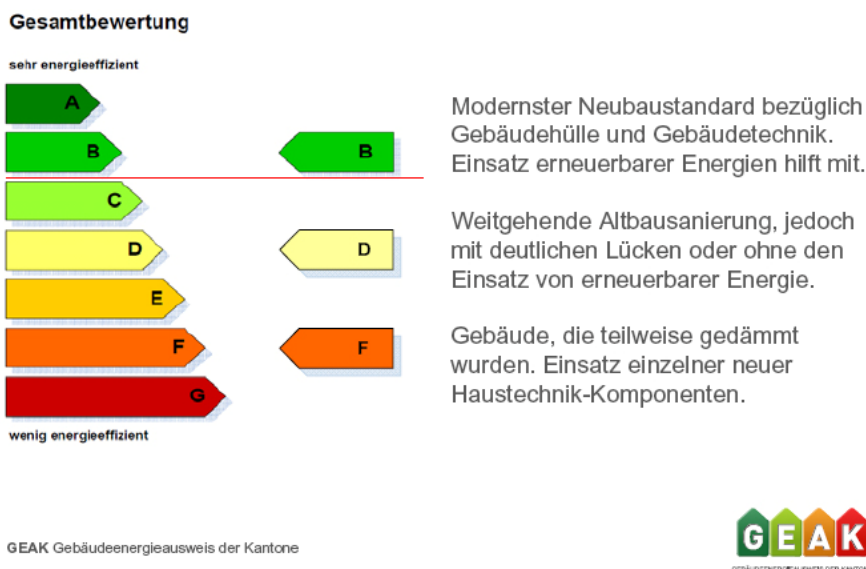 Gesamtbewertung
sehr energieeffizient
A
B
B
Modernster Neubaustandard bezüglich
Gebäudehülle und Gebäudetechnik.
Einsatz erneuerbarer Energien hilft mit.
C
D
D
Weitgehende Altbausanierung, jedoch
mit deutlichen Lücken oder ohne den
Einsatz von erneuerbarer Energie.
E
F
F
Gebäude, die teilweise gedämmt
wurden. Einsatz einzelner neuer
Haustechnik-Komponenten.
G
wenig energieeffizient
GEAK Gebäudeenergieausweis der Kantone
GEAK